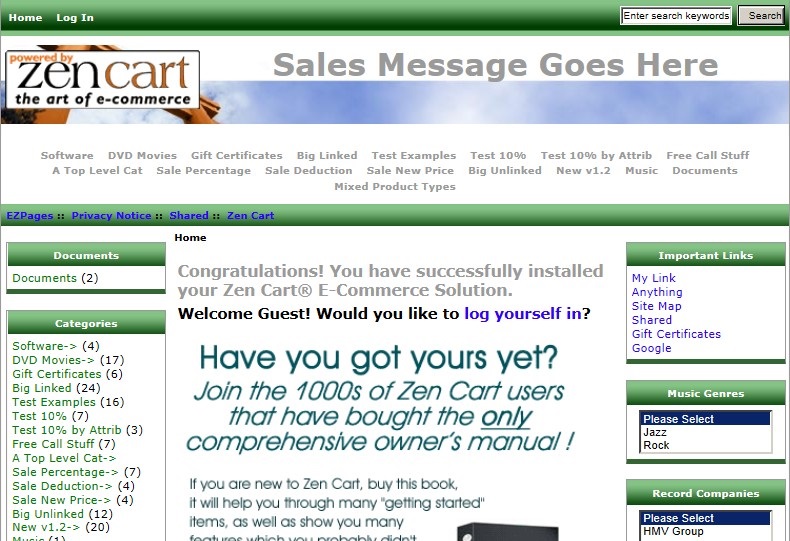 Home Log In
Enter search keywords Search
powered by
zen cart
the art of e-commerce
Sales Message Goes Here
Software DVD Movies Gift Certificates Big Linked Test Examples Test 10% Test 10% by Attrib Free Call Stuff
A Top Level Cat Sale Percentage Sale Deduction Sale New Price Big Unlinked New v1.2 Music Documents
Mixed Product Types
EZPages :: Privacy Notice :: Shared :: Zen Cart
Documents
Documents (2)
Categories
Software-> (4)
DVD Movies-> (17)
Gift Certificates (6)
Big Linked (24)
Test Examples (16)
Test 10% (7)
Test 10% by Attrib (3)
Free Call Stuff (7)
A Top Level Cat->
Sale Percentage-> (7)
Sale Deduction-> (4)
Sale New Price-> (4)
Big Unlinked (12)
New v1.2-> (20)
Music (1)
Home
Congratulations! You have successfully installed
your Zen Cart® E-Commerce Solution.
Welcome Guest! Would you like to log yourself in?
Have you got yours yet?
Join the 1000s of Zen Cart users
that have bought the only
comprehensive owner's manual !
If you are new to Zen Cart, buy this book,
it will help you through many "getting started"
items, as well as show you many
features which you probably didn't
Important Links
My Link
Anything
Site Map
Shared
Gift Certificates
Google
Music Genres
Please Select
Jazz
Rock
Record Companies
Please Select
HMV Group